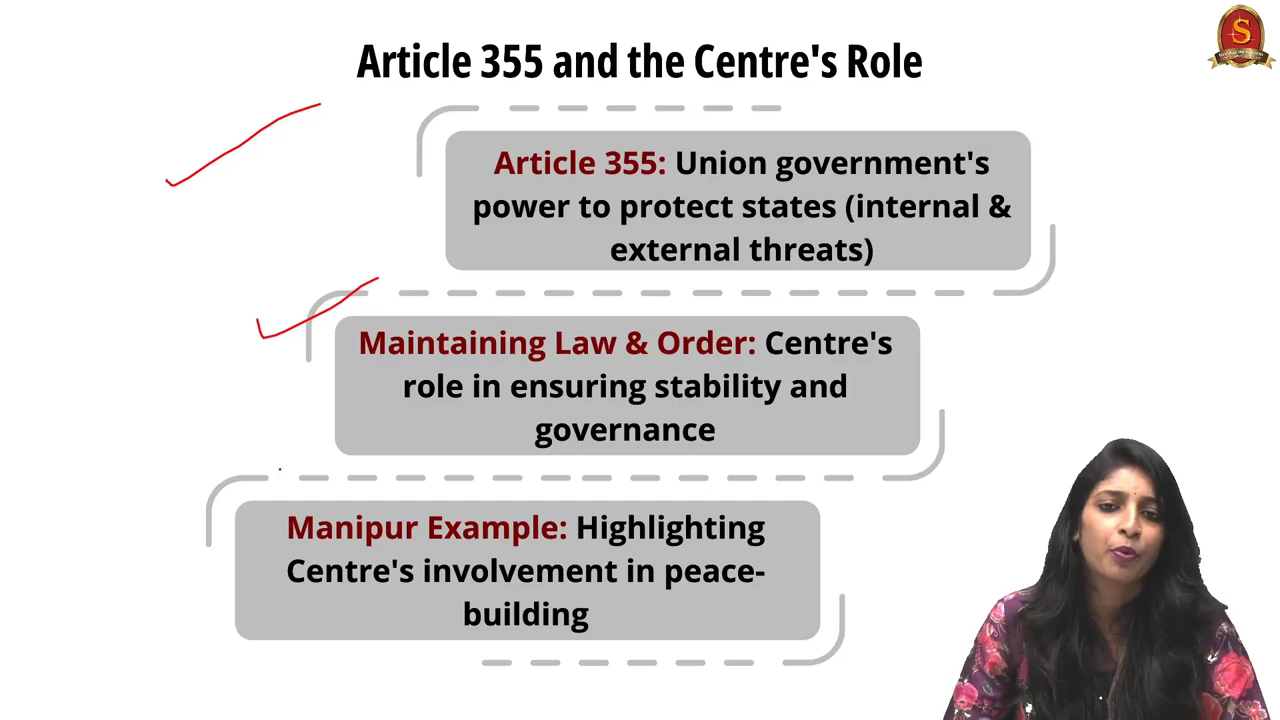 Article 355 and the Centre's Role
S
Article 355: Union government's
power to protect states (internal &
external threats)
Maintaining Law & Order: Centre's
role in ensuring stability and
governance
Manipur Example: Highlighting
Centre's involvement in peace-
building